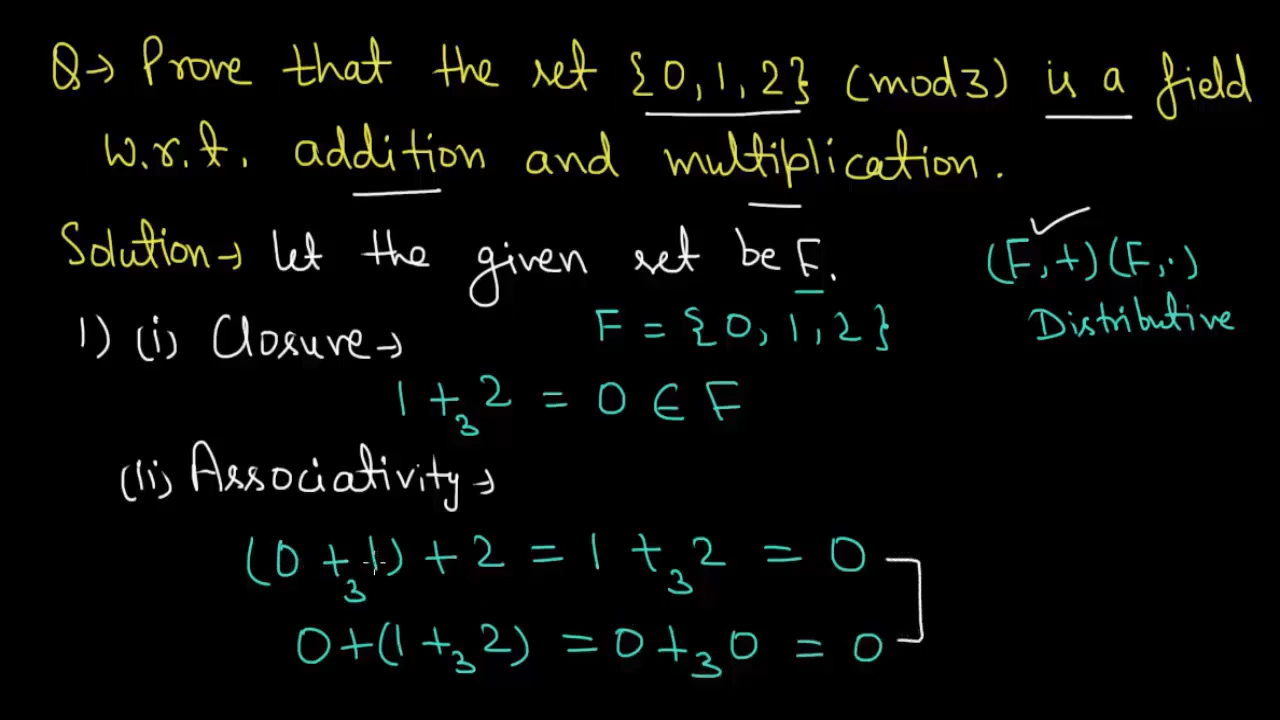 Q→ Prove that the set {0, 1, 2} (mod 3) is a field
w.r.t. addition and multiplication.
Solution→ Let the given set be F.
(F, +) (F, ·)
Distributive
1) (i) Closure→
F = {0, 1, 2}
1 +₃ 2 = 0 ∈ F
(ii) Associativity→
(0 +₃ 1) + 2 = 1 +₃ 2 = 0
0 + (1 +₃ 2) = 0 +₃ 0 = 0